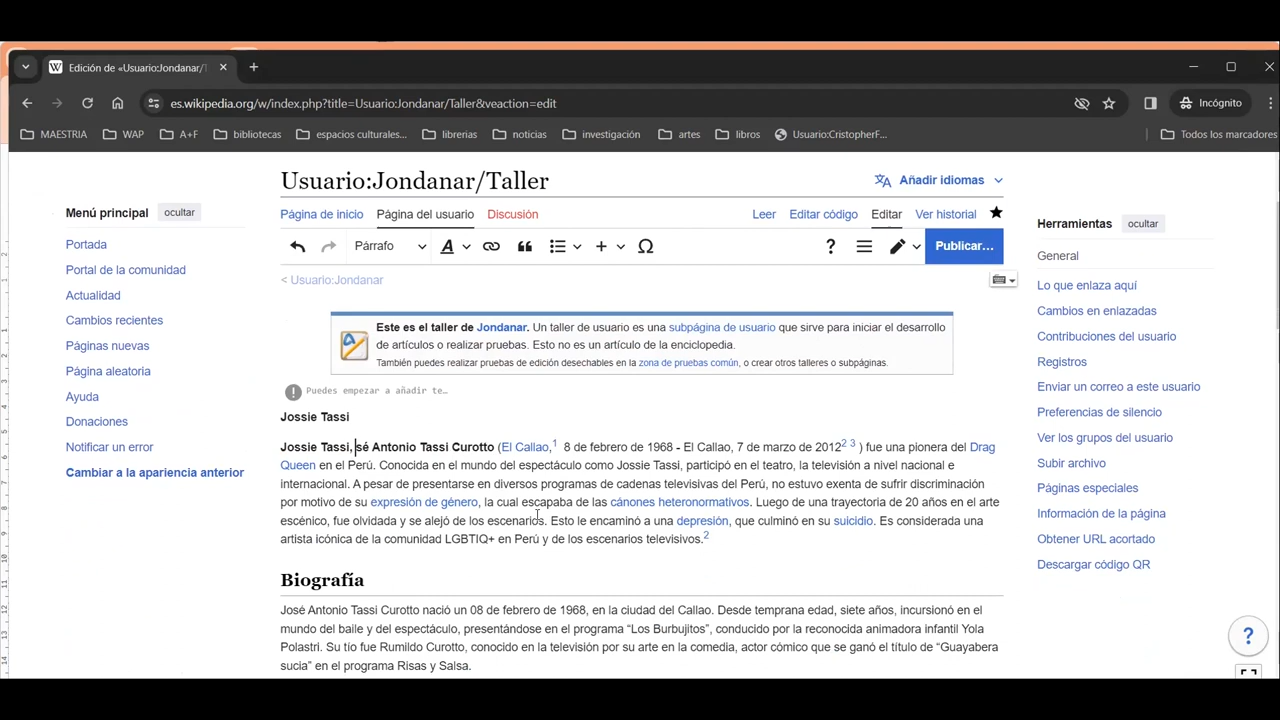 Edición de «Usuario:Jondanar/T
es.wikipedia.org/w/index.php?title=Usuario:Jondanar/Taller&veaction=edit
Incógnito
MAESTRIA WAP A+F bibliotecas espacios culturales... librerias noticias investigación artes libros Usuario:CristopherF... Todos los marcadores
Usuario:Jondanar/Taller
Añadir idiomas
Menú principal ocultar
Página de inicio Página del usuario Discusión Leer Editar código Editar Ver historial
Herramientas ocultar
Portada
Portal de la comunidad
Actualidad
Cambios recientes
Páginas nuevas
Página aleatoria
Ayuda
Donaciones
Notificar un error
Cambiar a la apariencia anterior
Párrafo A Ω ? Publicar...
< Usuario:Jondanar
Este es el taller de Jondanar. Un taller de usuario es una subpágina de usuario que sirve para iniciar el desarrollo
de artículos o realizar pruebas. Esto no es un artículo de la enciclopedia.
También puedes realizar pruebas de edición desechables en la zona de pruebas común, o crear otros talleres o subpáginas.
Puedes empezar a añadir te…
Jossie Tassi
Jossie Tassi, sé Antonio Tassi Curotto (El Callao,1 8 de febrero de 1968 - El Callao, 7 de marzo de 20122 3 ) fue una pionera del Drag
Queen en el Perú. Conocida en el mundo del espectáculo como Jossie Tassi, participó en el teatro, la televisión a nivel nacional e
internacional. A pesar de presentarse en diversos programas de cadenas televisivas del Perú, no estuvo exenta de sufrir discriminación
por motivo de su expresión de género, la cual escapaba de las cánones heteronormativos. Luego de una trayectoria de 20 años en el arte
escénico, fue olvidada y se alejó de los escenarios. Esto le encaminó a una depresión, que culminó en su suicidio. Es considerada una
artista icónica de la comunidad LGBTIQ+ en Perú y de los escenarios televisivos.2
Biografía
José Antonio Tassi Curotto nació un 08 de febrero de 1968, en la ciudad del Callao. Desde temprana edad, siete años, incursionó en el
mundo del baile y del espectáculo, presentándose en el programa “Los Burbujitos”, conducido por la reconocida animadora infantil Yola
Polastri. Su tío fue Rumildo Curotto, conocido en la televisión por su arte en la comedia, actor cómico que se ganó el título de “Guayabera
sucia” en el programa Risas y Salsa.
General
Lo que enlaza aquí
Cambios en enlazadas
Contribuciones del usuario
Registros
Enviar un correo a este usuario
Preferencias de silencio
Ver los grupos del usuario
Subir archivo
Páginas especiales
Información de la página
Obtener URL acortado
Descargar código QR
?